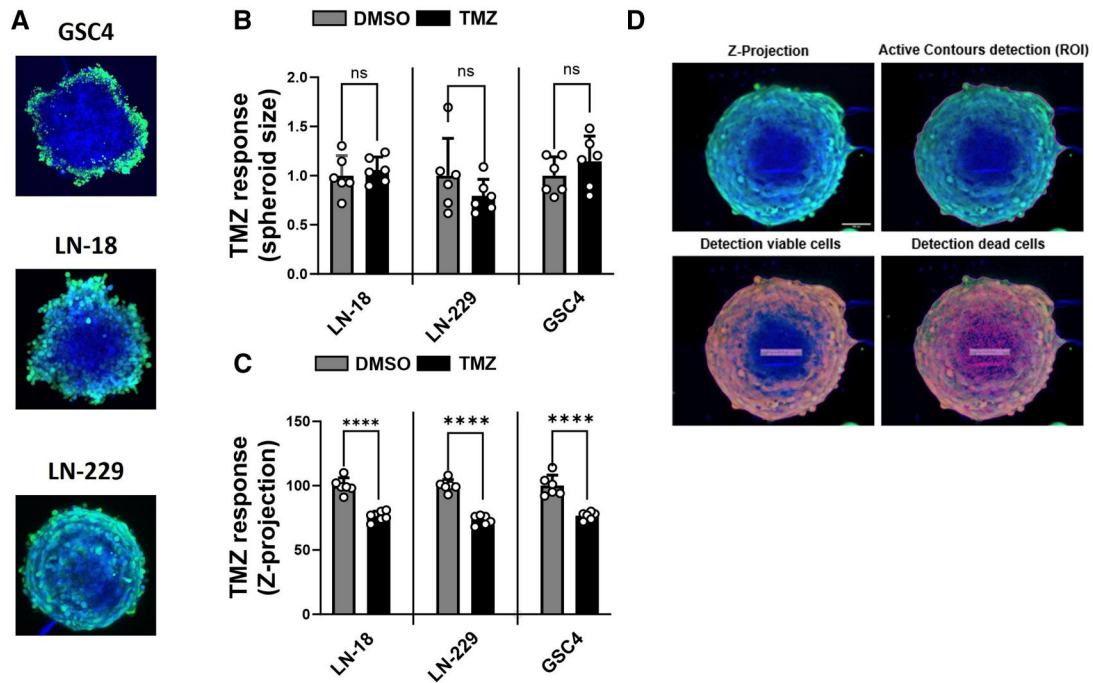 A
GSC4
LN-18
LN-229
B
DMSO TMZ
TMZ response
(spheroid size)
2.0
1.5
1.0
0.5
0.0
ns
ns
ns
LN-18
LN-229
GSC4
C
DMSO TMZ
TMZ response
(Z-projection)
150
100
50
0
****
****
****
LN-18
LN-229
GSC4
D
Z-Projection
Active Contours detection (ROI)
Detection viable cells
Detection dead cells